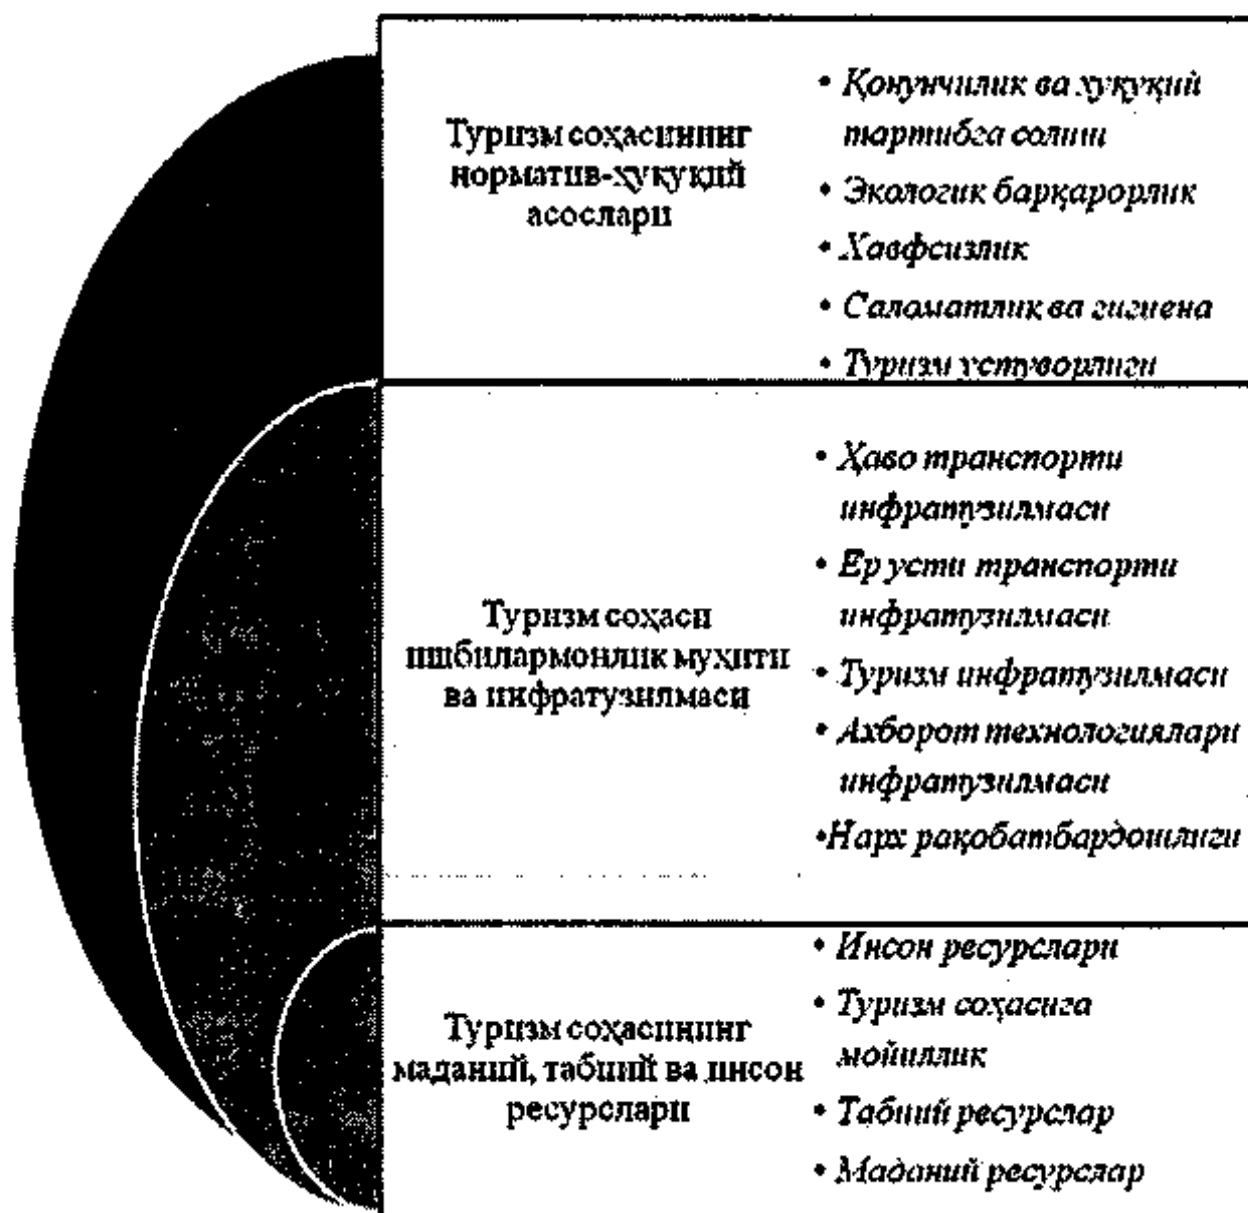 Туризм соҳасининг
норматив-ҳуқуқий
асослари
• Қонунчилик ва ҳуқуқий
тартибга солиш
• Экологик барқарорлик
• Хавфсизлик
• Саломатлик ва гигиена
• Туризм устуворлиги
Туризм соҳаси
ишбилармонлик муҳити
ва инфратузилмаси
• Ҳаво транспорти
инфратузилмаси
• Ер усти транспорти
инфратузилмаси
• Туризм инфратузилмаси
• Ахборот технологиялари
инфратузилмаси
•Нарх рақобатбардошлиги
Туризм соҳасининг
маданий, табиий ва инсон
ресурслари
• Инсон ресурслари
• Туризм соҳасига
мойиллик
• Табиий ресурслар
• Маданий ресурслар